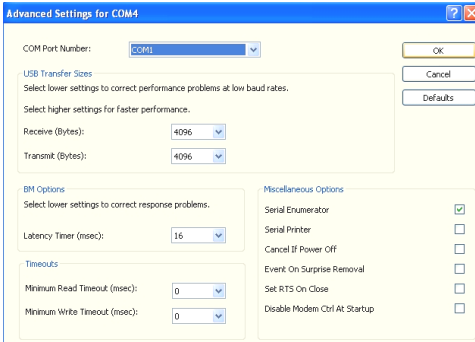 Advanced Settings for COM4
COM Port Number:
COM1
OK
Cancel
Defaults
USB Transfer Sizes
Select lower settings to correct performance problems at low baud rates.
Select higher settings for faster performance.
Receive (Bytes):
4096
Transmit (Bytes):
4096
BM Options
Select lower settings to correct response problems.
Latency Timer (msec):
16
Timeouts
Minimum Read Timeout (msec):
0
Minimum Write Timeout (msec):
0
Miscellaneous Options
Serial Enumerator
Serial Printer
Cancel If Power Off
Event On Surprise Removal
Set RTS On Close
Disable Modem Ctrl At Startup